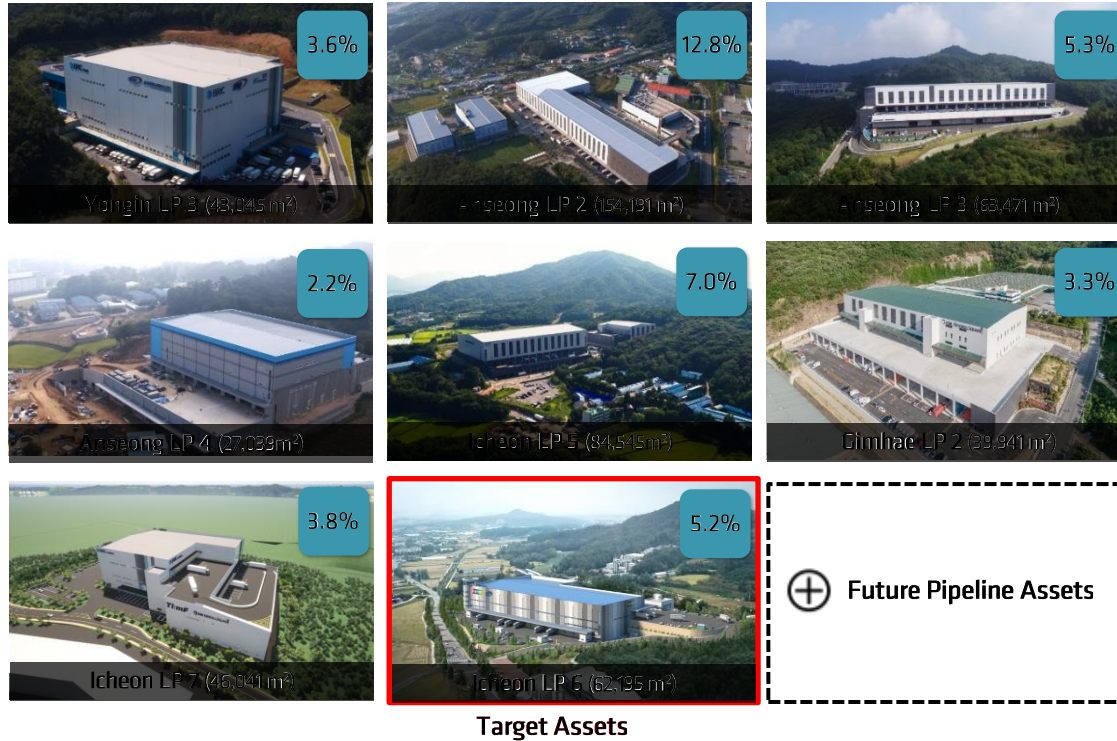 3.6%
Yongin LP 3 (43,045 m²)
12.8%
Anseong LP 2 (154,191 m²)
5.3%
Anseong LP 3 (63,471 m²)
2.2%
Anseong LP 4 (27,039m²)
7.0%
Icheon LP 5 (84,545m²)
3.3%
Gimhae LP 2 (39,941 m²)
3.8%
Icheon LP 7 (46,041 m²)
5.2%
Icheon LP 6 (62,195 m²)
Future Pipeline Assets
Target Assets